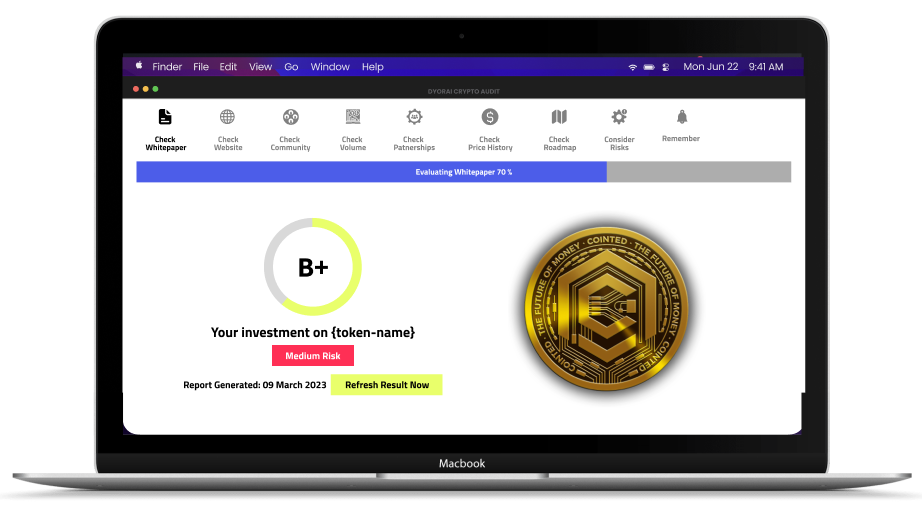 Finder File Edit View Go Window Help Mon Jun 22 9:41 AM
DYORAI CRYPTO AUDIT
Check Whitepaper
Check Website
Check Community
Check Volume
Check Patnerships
Check Price History
Check Roadmap
Consider Risks
Remember
Evaluating Whitepaper 70 %
B+
Your investment on {token-name}
Medium Risk
Report Generated: 09 March 2023 Refresh Result Now
COINTED · THE FUTURE OF MONEY · COINTED · THE FUTURE OF MONEY ·
Macbook